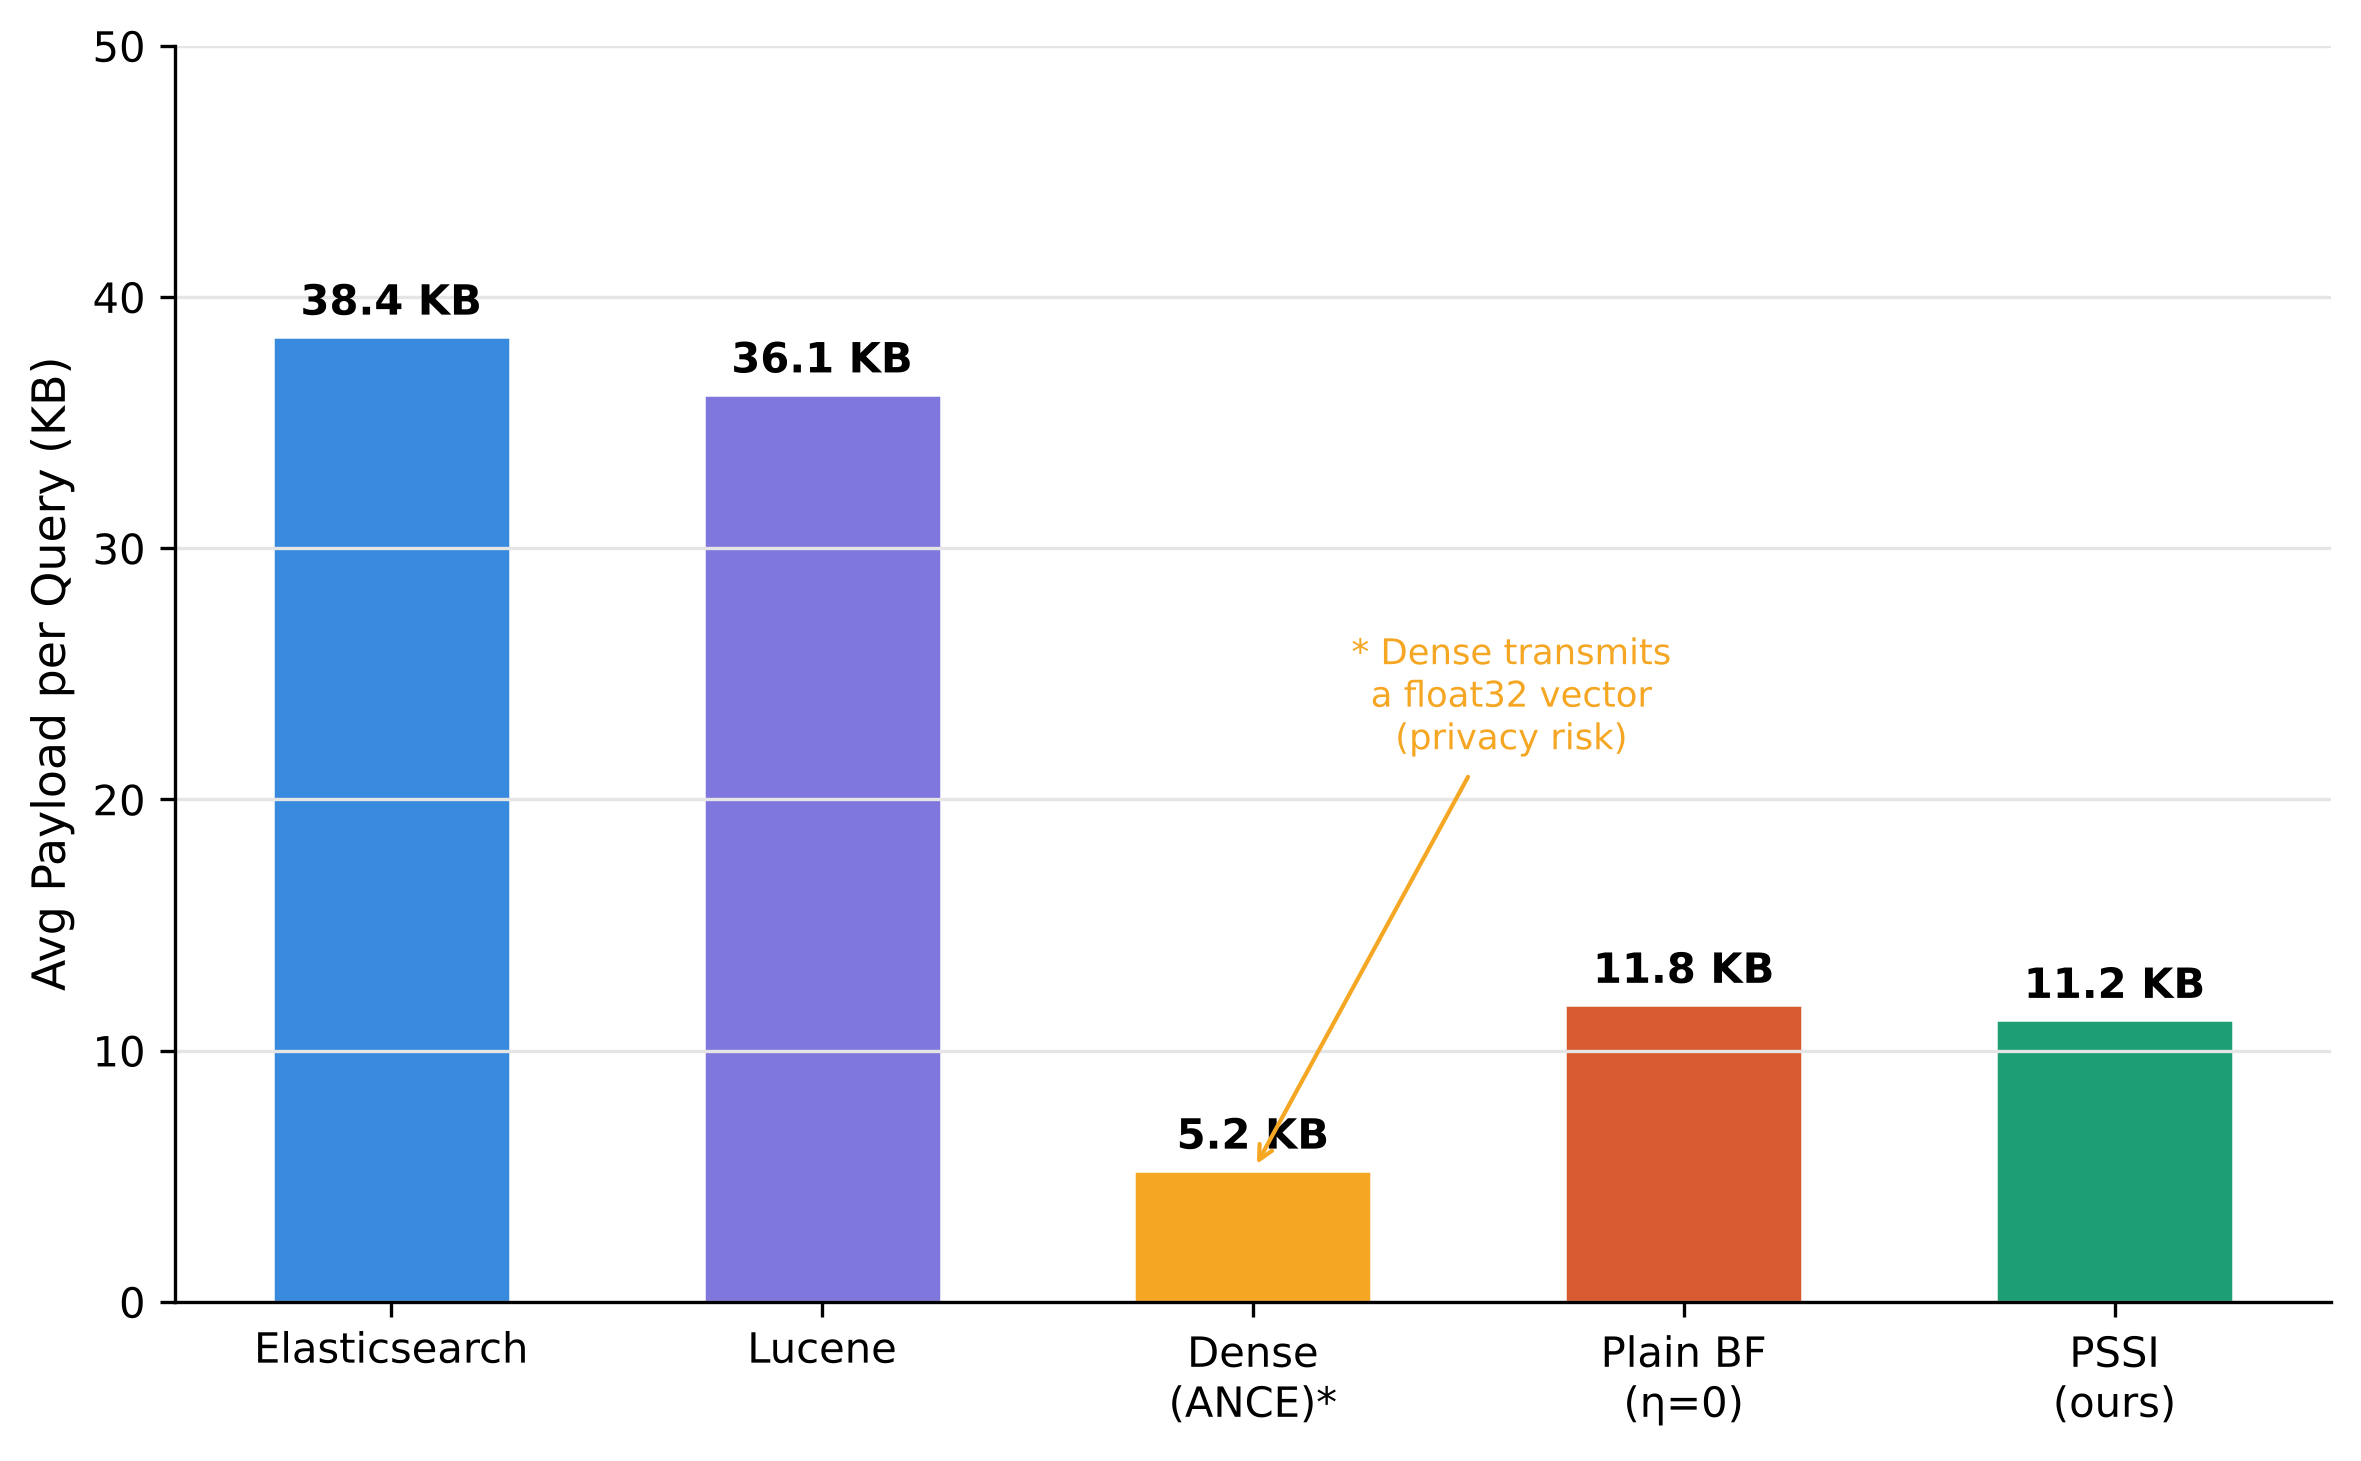 50
40
30
20
10
0
Avg Payload per Query (KB)
38.4 KB
36.1 KB
* Dense transmits
a float32 vector
(privacy risk)
5.2 KB
11.8 KB
11.2 KB
Elasticsearch
Lucene
Dense
(ANCE)*
Plain BF
(η=0)
PSSI
(ours)